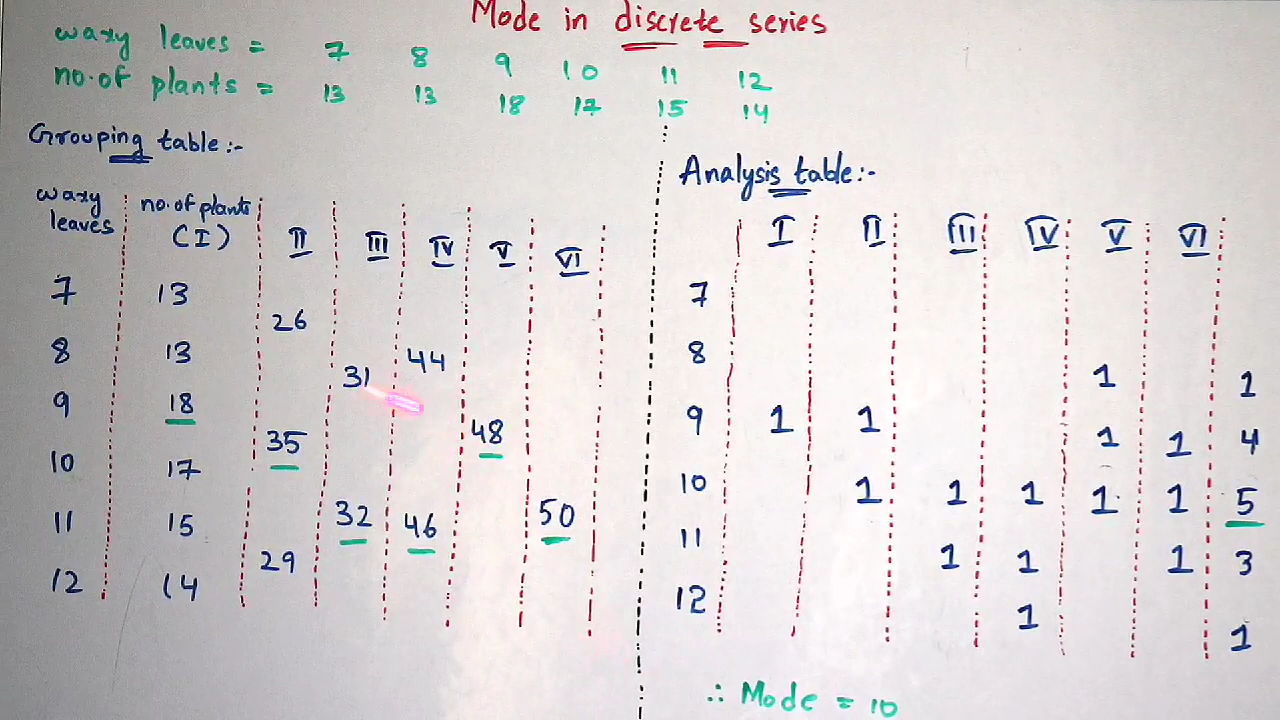 Mode in discrete series
waxy leaves = 7 8 9 10 11 12
no. of plants = 13 13 18 17 15 14
Grouping table:-
waxy leaves no. of plants (I) II III IV V VI
7 13
26
8 13 44
31
9 18
35 48
10 17
32 46 50
11 15
29
12 14
Analysis table:-
I II III IV V VI
7
8 1 1
9 1 1 1 1 4
10 1 1 1 1 1 5
11 1 1 1 3
12 1 1
∴ Mode = 10